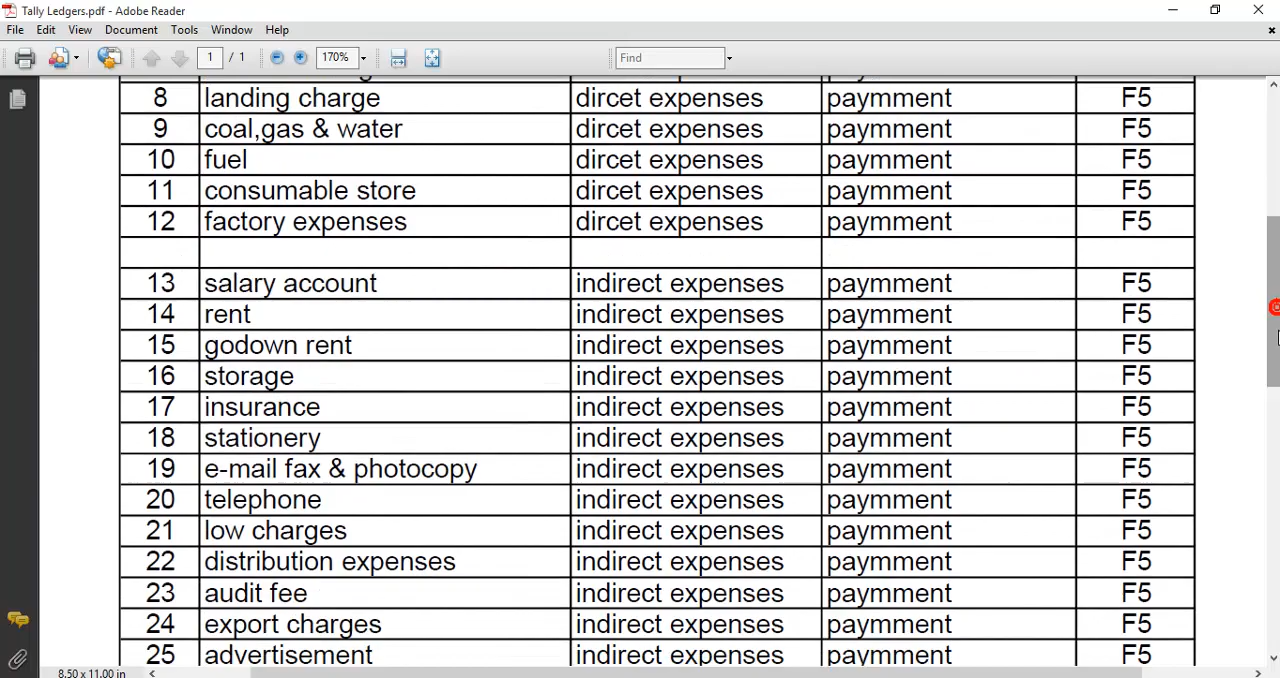 Tally Ledgers.pdf - Adobe Reader
File Edit View Document Tools Window Help
1 / 1 170% Find
8 landing charge dircet expenses paymment F5
9 coal,gas & water dircet expenses paymment F5
10 fuel dircet expenses paymment F5
11 consumable store dircet expenses paymment F5
12 factory expenses dircet expenses paymment F5
13 salary account indirect expenses paymment F5
14 rent indirect expenses paymment F5
15 godown rent indirect expenses paymment F5
16 storage indirect expenses paymment F5
17 insurance indirect expenses paymment F5
18 stationery indirect expenses paymment F5
19 e-mail fax & photocopy indirect expenses paymment F5
20 telephone indirect expenses paymment F5
21 low charges indirect expenses paymment F5
22 distribution expenses indirect expenses paymment F5
23 audit fee indirect expenses paymment F5
24 export charges indirect expenses paymment F5
25 advertisement indirect expenses paymment F5
8.50 x 11.00 in